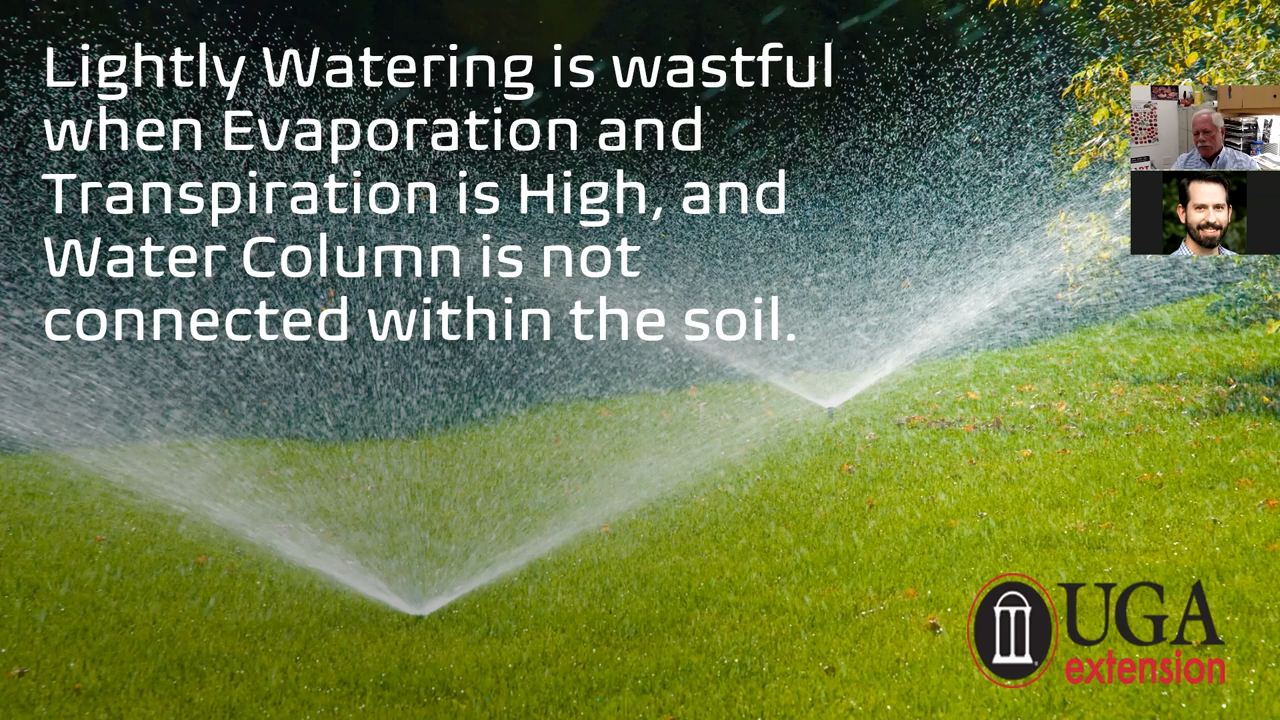 Lightly Watering is wastful
when Evaporation and
Transpiration is High, and
Water Column is not
connected within the soil.
UGA
extension